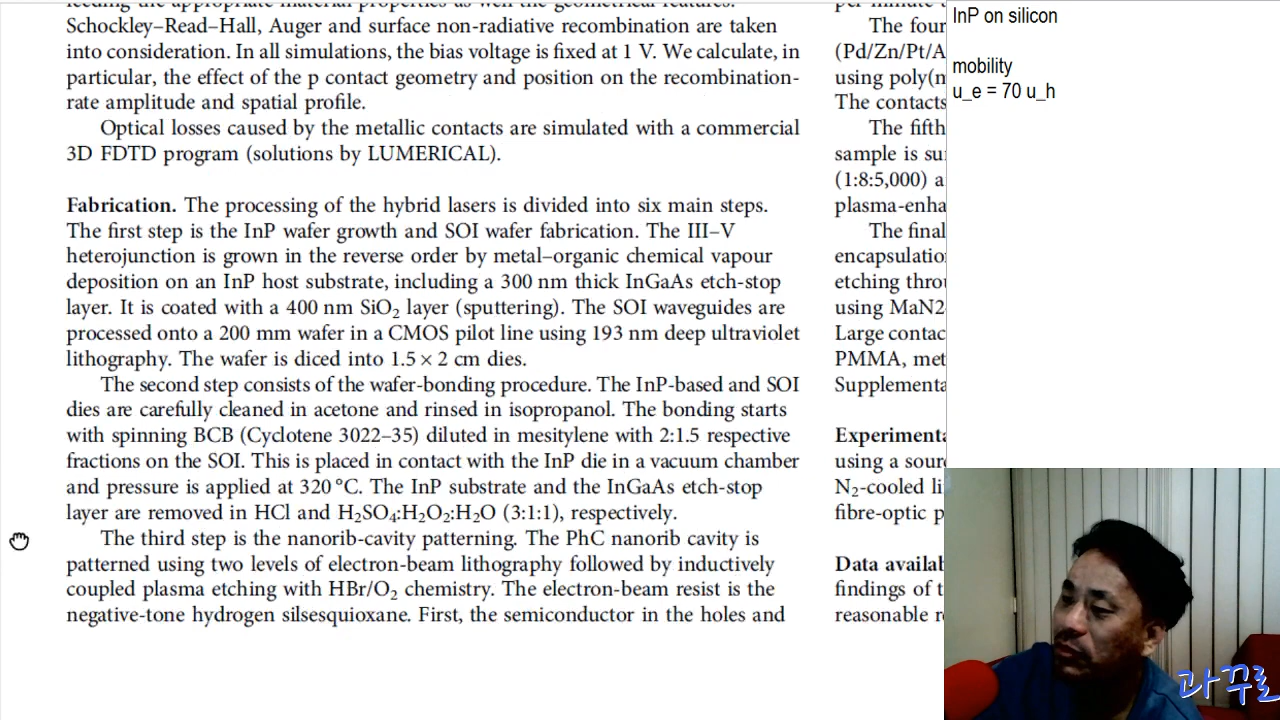 feeding the appropriate material properties as well the geometrical features.
Schockley–Read–Hall, Auger and surface non-radiative recombination are taken
into consideration. In all simulations, the bias voltage is fixed at 1 V. We calculate, in
particular, the effect of the p contact geometry and position on the recombination-
rate amplitude and spatial profile.
Optical losses caused by the metallic contacts are simulated with a commercial
3D FDTD program (solutions by LUMERICAL).
Fabrication. The processing of the hybrid lasers is divided into six main steps.
The first step is the InP wafer growth and SOI wafer fabrication. The III–V
heterojunction is grown in the reverse order by metal–organic chemical vapour
deposition on an InP host substrate, including a 300 nm thick InGaAs etch-stop
layer. It is coated with a 400 nm SiO₂ layer (sputtering). The SOI waveguides are
processed onto a 200 mm wafer in a CMOS pilot line using 193 nm deep ultraviolet
lithography. The wafer is diced into 1.5 × 2 cm dies.
The second step consists of the wafer-bonding procedure. The InP-based and SOI
dies are carefully cleaned in acetone and rinsed in isopropanol. The bonding starts
with spinning BCB (Cyclotene 3022–35) diluted in mesitylene with 2:1.5 respective
fractions on the SOI. This is placed in contact with the InP die in a vacuum chamber
and pressure is applied at 320 °C. The InP substrate and the InGaAs etch-stop
layer are removed in HCl and H₂SO₄:H₂O₂:H₂O (3:1:1), respectively.
The third step is the nanorib-cavity patterning. The PhC nanorib cavity is
patterned using two levels of electron-beam lithography followed by inductively
coupled plasma etching with HBr/O₂ chemistry. The electron-beam resist is the
negative-tone hydrogen silsesquioxane. First, the semiconductor in the holes and
per minute
The four
(Pd/Zn/Pt/A
using poly(m
The contacts
The fifth
sample is su
(1:8:5,000) a
plasma-enha
The final
encapsulatio
etching thro
using MaN2
Large contac
PMMA, met
Supplementa
Experimenta
using a sour
N₂-cooled li
fibre-optic p
Data availab
findings of t
reasonable r
InP on silicon
mobility
u_e = 70 u_h
과꾸로